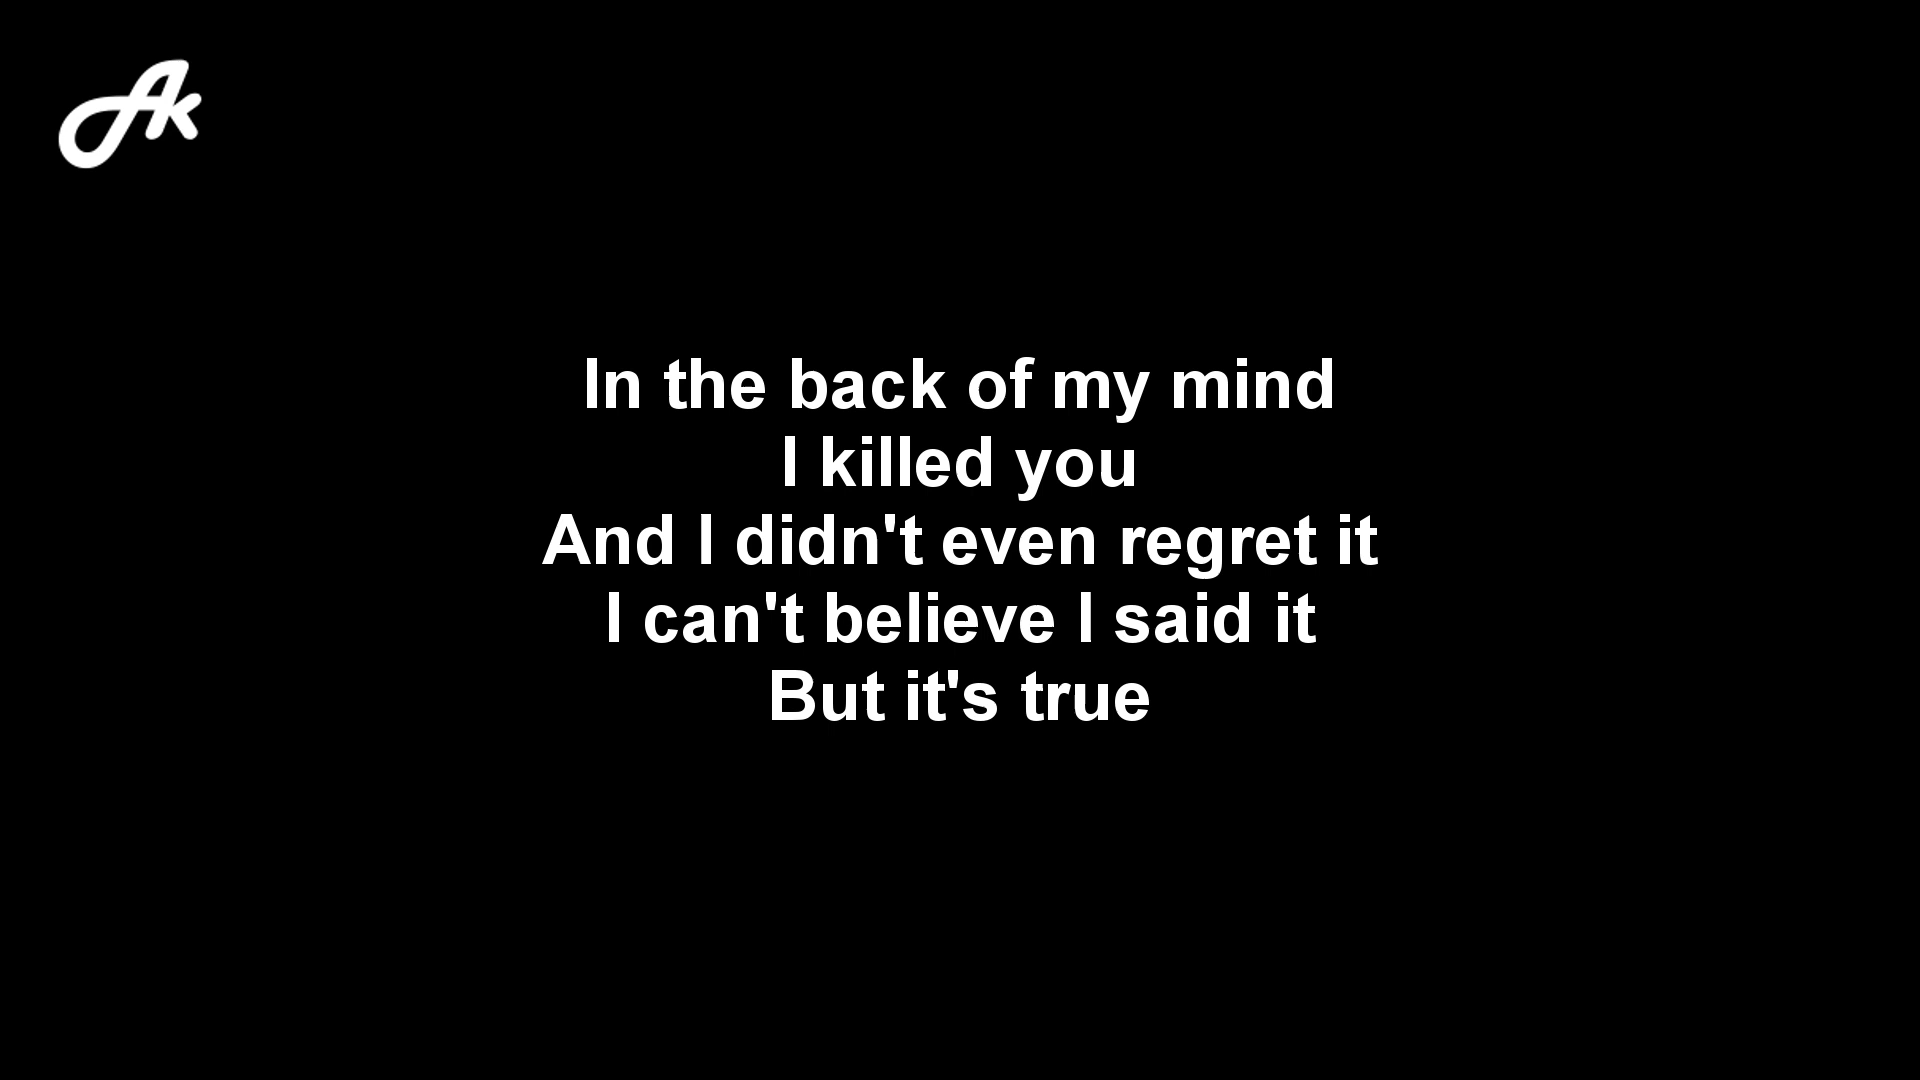 Ak
In the back of my mind
I killed you
And I didn't even regret it
I can't believe I said it
But it's true